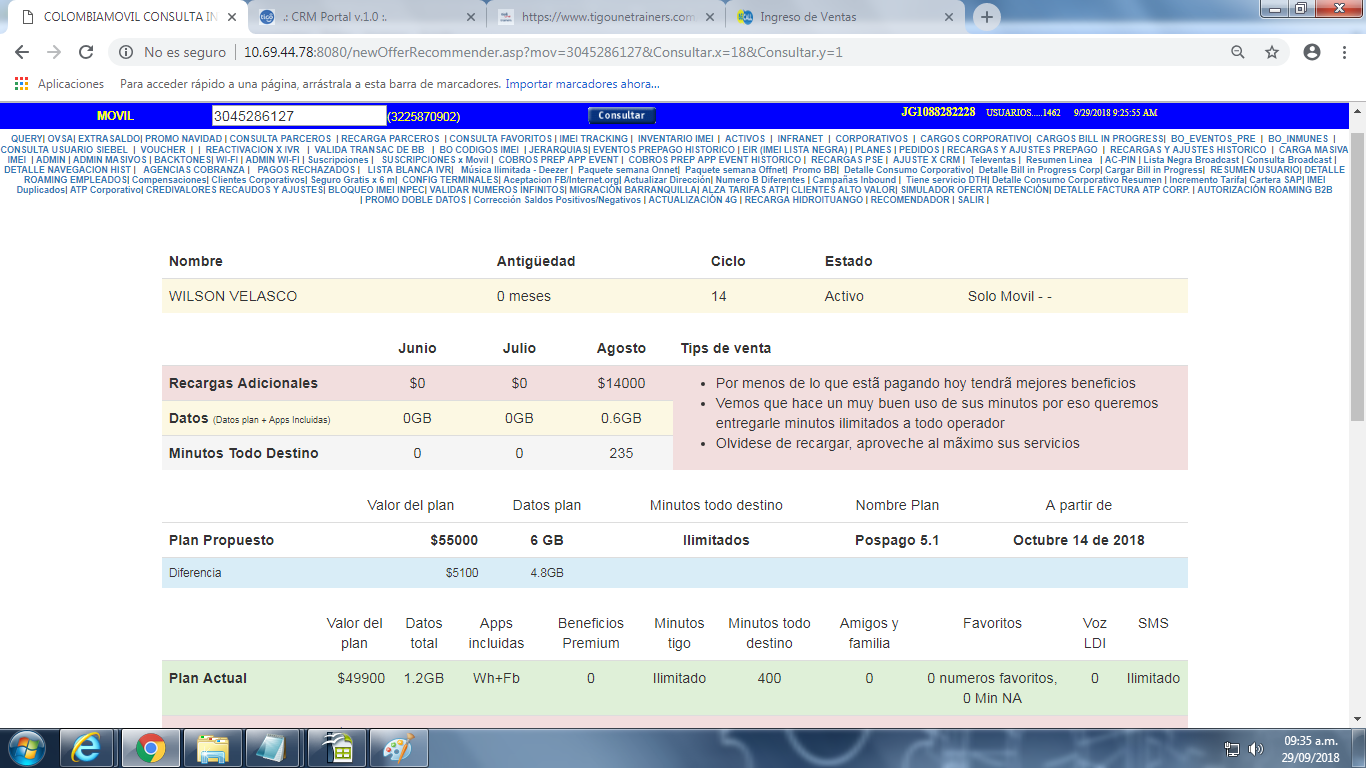 COLOMBIAMOVIL CONSULTA IN
.: CRM Portal v.1.0 :.
https://www.tigounetrainers.com
Ingreso de Ventas
No es seguro | 10.69.44.78:8080/newOfferRecommender.asp?mov=3045286127&Consultar.x=18&Consultar.y=1
Aplicaciones Para acceder rápido a una página, arrástrala a esta barra de marcadores. Importar marcadores ahora...
MOVIL 3045286127 (3225870902) Consultar JG1088282228 USUARIOS.....1462 9/29/2018 9:25:55 AM
QUERY| OVSA| EXTRASALDO| PROMO NAVIDAD | CONSULTA PARCEROS | RECARGA PARCEROS | CONSULTA FAVORITOS | IMEI TRACKING | INVENTARIO IMEI | ACTIVOS | INFRANET | CORPORATIVOS | CARGOS CORPORATIVO| CARGOS BILL IN PROGRESS| BO_EVENTOS_PRE | BO_INMUNES |
CONSULTA USUARIO SIEBEL | VOUCHER | | REACTIVACION X IVR | VALIDA TRANSAC DE BB | BO CODIGOS IMEI | JERARQUIAS| EVENTOS PREPAGO HISTORICO | EIR (IMEI LISTA NEGRA) | PLANES | PEDIDOS | RECARGAS Y AJUSTES PREPAGO | RECARGAS Y AJUSTES HISTORICO | CARGA MASIVA
IMEI | ADMIN | ADMIN MASIVOS | BACKTONES| WI-FI | ADMIN WI-FI | Suscripciones | SUSCRIPCIONES x Movil | COBROS PREP APP EVENT | COBROS PREP APP EVENT HISTORICO | RECARGAS PSE | AJUSTE X CRM | Televentas | Resumen Linea | AC-PIN | Lista Negra Broadcast | Consulta Broadcast |
DETALLE NAVEGACION HIST | AGENCIAS COBRANZA | PAGOS RECHAZADOS | LISTA BLANCA IVR| Música Ilimitada - Deezer | Paquete semana Onnet| Paquete semana Offnet| Promo BB| Detalle Consumo Corporativo| Detalle Bill in Progress Corp| Cargar Bill in Progress| RESUMEN USUARIO| DETALLE
ROAMING EMPLEADOS| Compensaciones| Clientes Corporativos| Seguro Gratis x 6 m| CONFIG TERMINALES| Aceptacion FB/Internet.org| Actualizar Dirección| Numero B Diferentes | Campañas Inbound | Tiene servicio DTH| Detalle Consumo Corporativo Resumen | Incremento Tarifa| Cartera SAP| IMEI
Duplicados| ATP Corporativo| CREDIVALORES RECAUDOS Y AJUSTES| BLOQUEO IMEI INPEC| VALIDAR NUMEROS INFINITOS| MIGRACIÓN BARRANQUILLA| ALZA TARIFAS ATP| CLIENTES ALTO VALOR| SIMULADOR OFERTA RETENCIÓN| DETALLE FACTURA ATP CORP. | AUTORIZACIÓN ROAMING B2B
| PROMO DOBLE DATOS | Corrección Saldos Positivos/Negativos | ACTUALIZACIÓN 4G | RECARGA HIDROITUANGO | RECOMENDADOR | SALIR |
Nombre Antigüedad Ciclo Estado
WILSON VELASCO 0 meses 14 Activo Solo Movil - -
Junio Julio Agosto Tips de venta
Recargas Adicionales $0 $0 $14000
Datos (Datos plan + Apps Incluidas) 0GB 0GB 0.6GB
Minutos Todo Destino 0 0 235
• Por menos de lo que estã pagando hoy tendrã mejores beneficios
• Vemos que hace un muy buen uso de sus minutos por eso queremos
entregarle minutos ilimitados a todo operador
• Olvidese de recargar, aproveche al mãximo sus servicios
Valor del plan Datos plan Minutos todo destino Nombre Plan A partir de
Plan Propuesto $55000 6 GB Ilimitados Pospago 5.1 Octubre 14 de 2018
Diferencia $5100 4.8GB
Valor del Datos Apps Beneficios Minutos Minutos todo Amigos y Favoritos Voz SMS
plan total incluidas Premium tigo destino familia LDI
Plan Actual $49900 1.2GB Wh+Fb 0 Ilimitado 400 0 0 numeros favoritos, 0 Ilimitado
0 Min NA
09:35 a.m.
29/09/2018